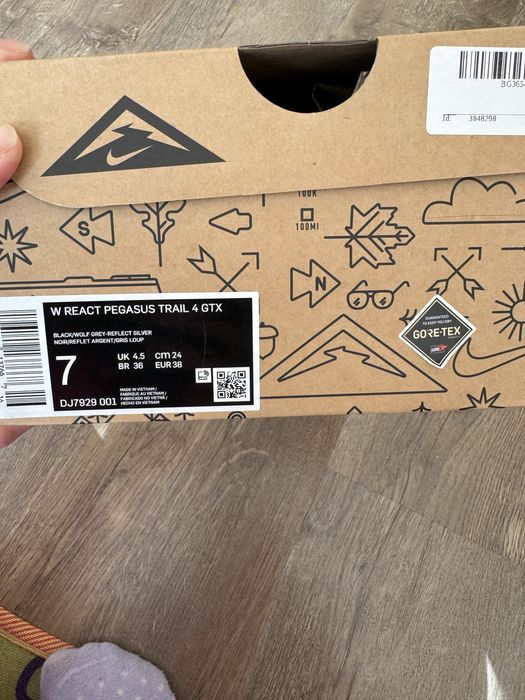 BG365
Id: 3848298
100K
100MI
S
N
GUARANTEED
TO KEEP YOU DRY
GORE-TEX
W REACT PEGASUS TRAIL 4 GTX
BLACK/WOLF GREY-REFLECT SILVER
NOIR/REFLET ARGENT/GRIS LOUP
7
UK 4.5 CM 24
BR 36 EUR 38
MADE IN VIETNAM /
FABRIQUÉ AU VIETNAM /
FABRICADO NO VIETNÃ /
HECHO EN VIETNAM
DJ7929 001